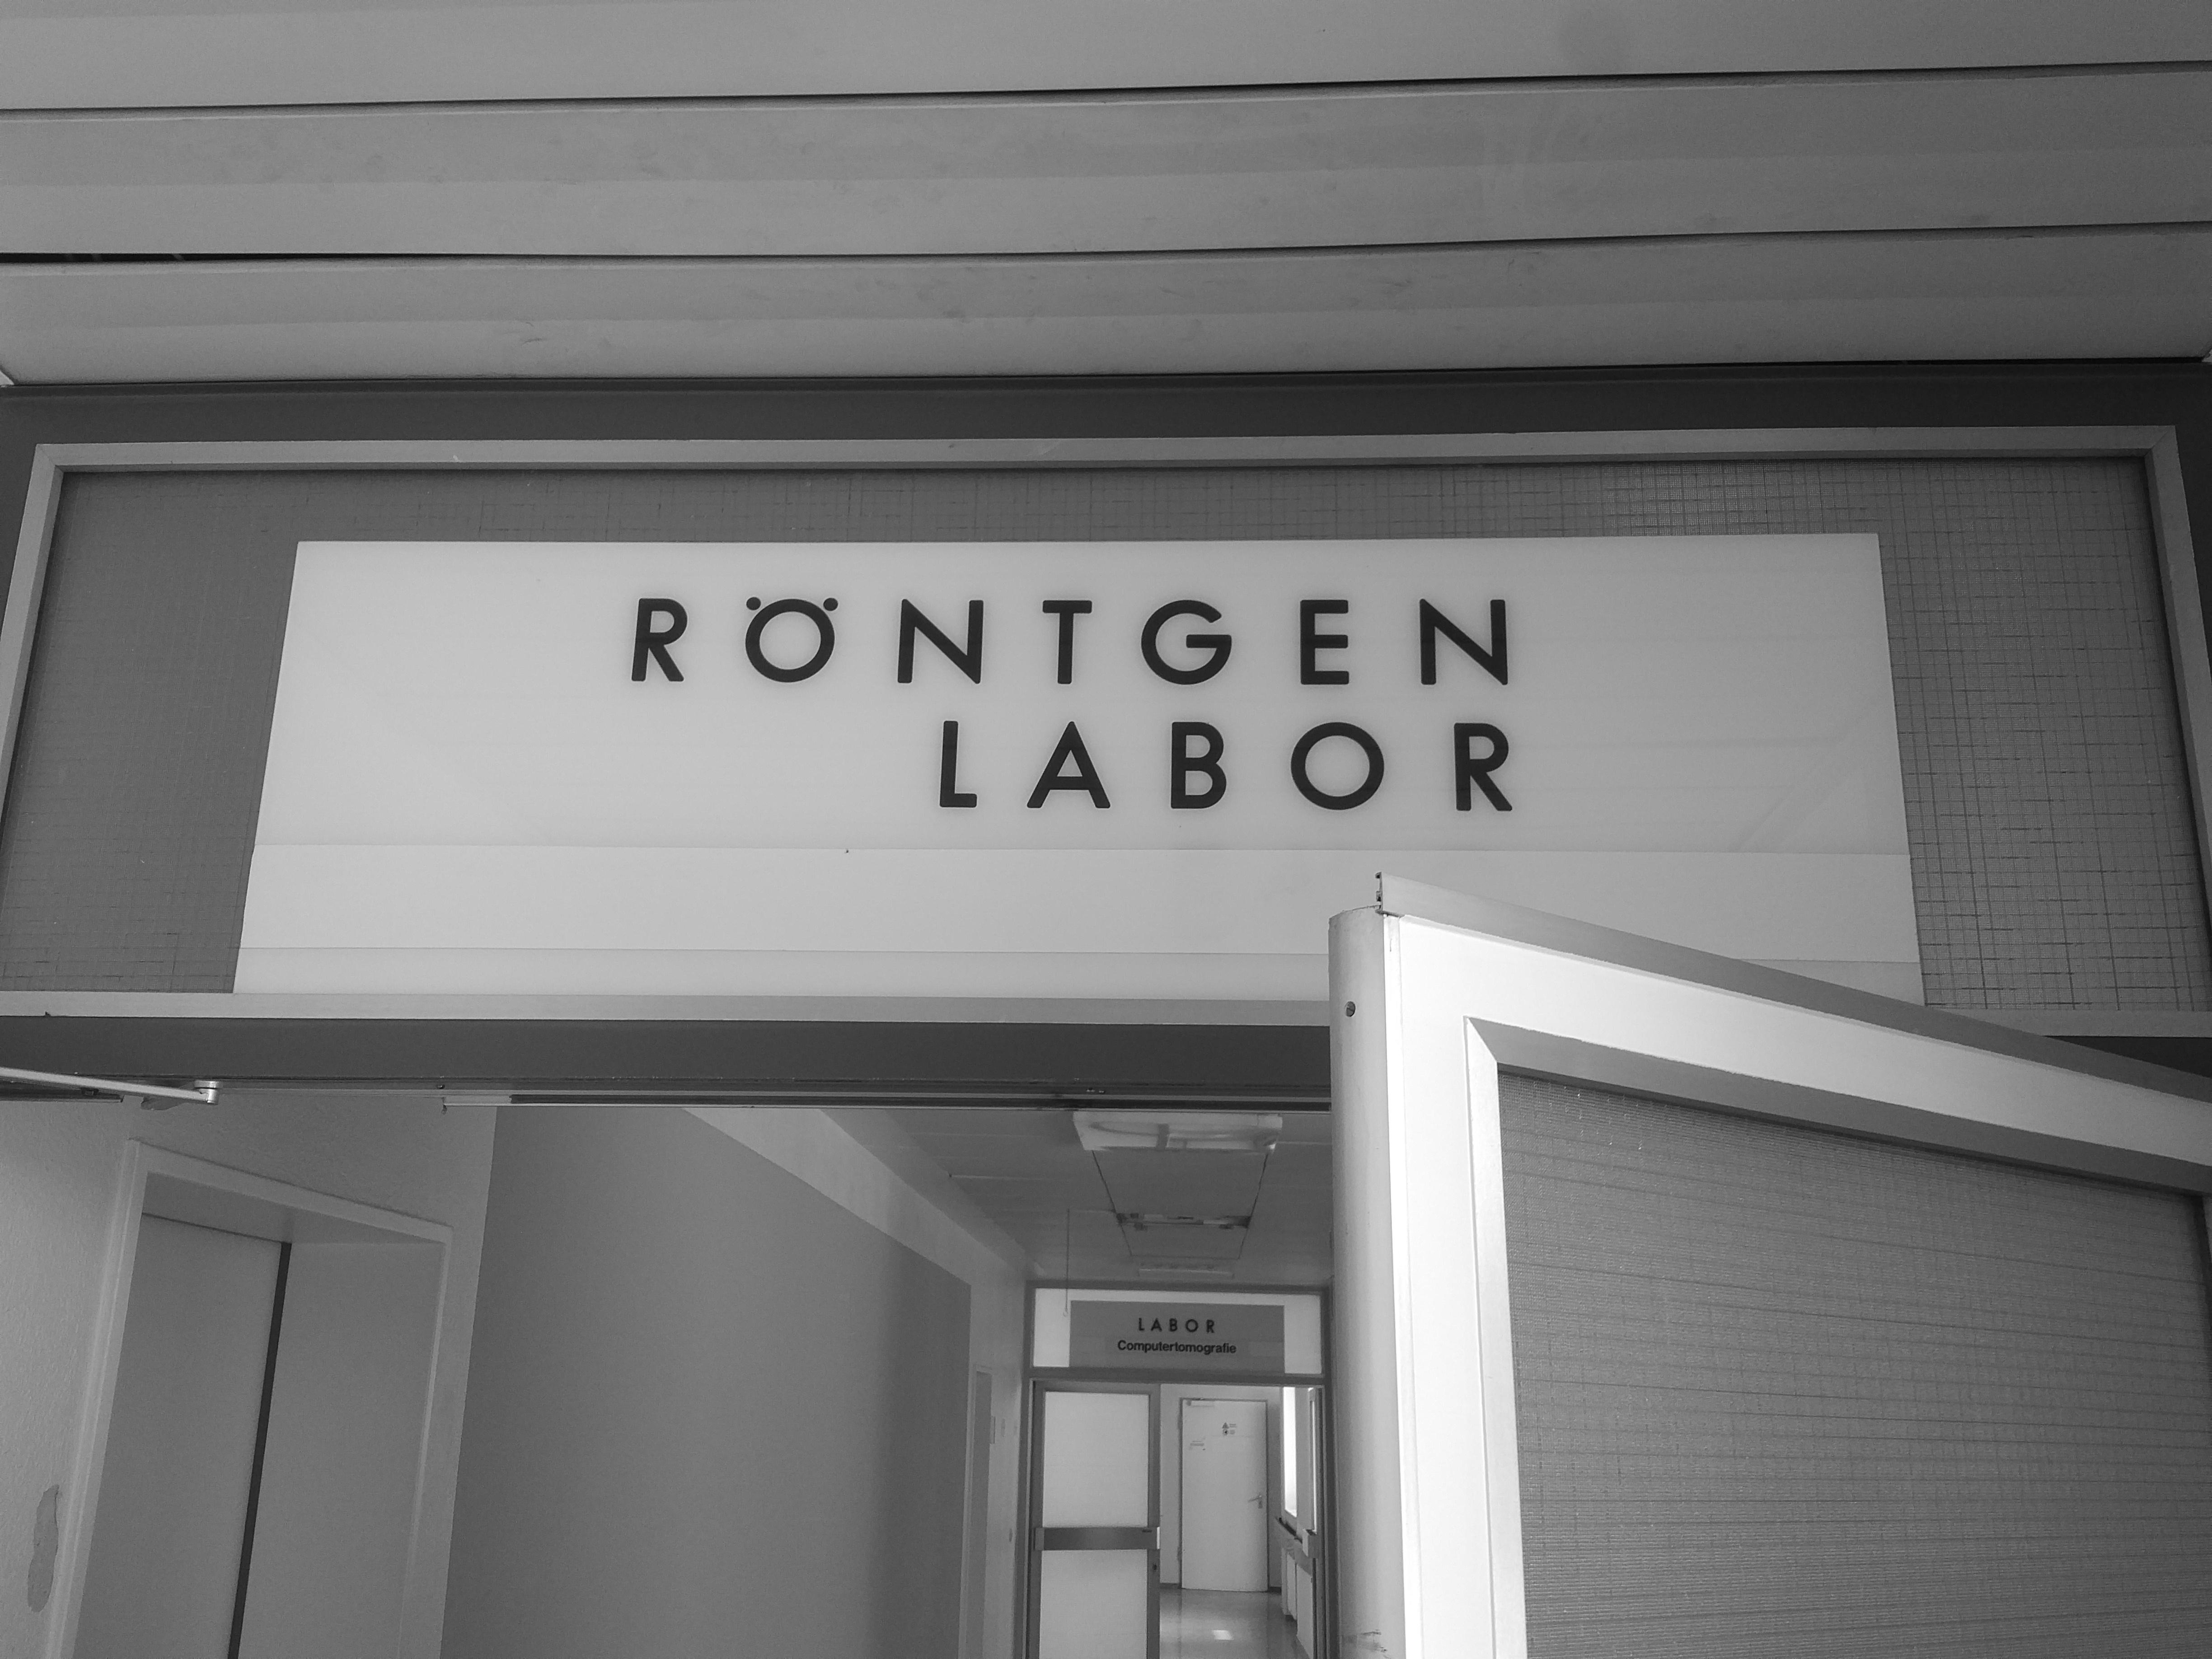 RÖNTGEN
LABOR
LABOR
Computertomografie